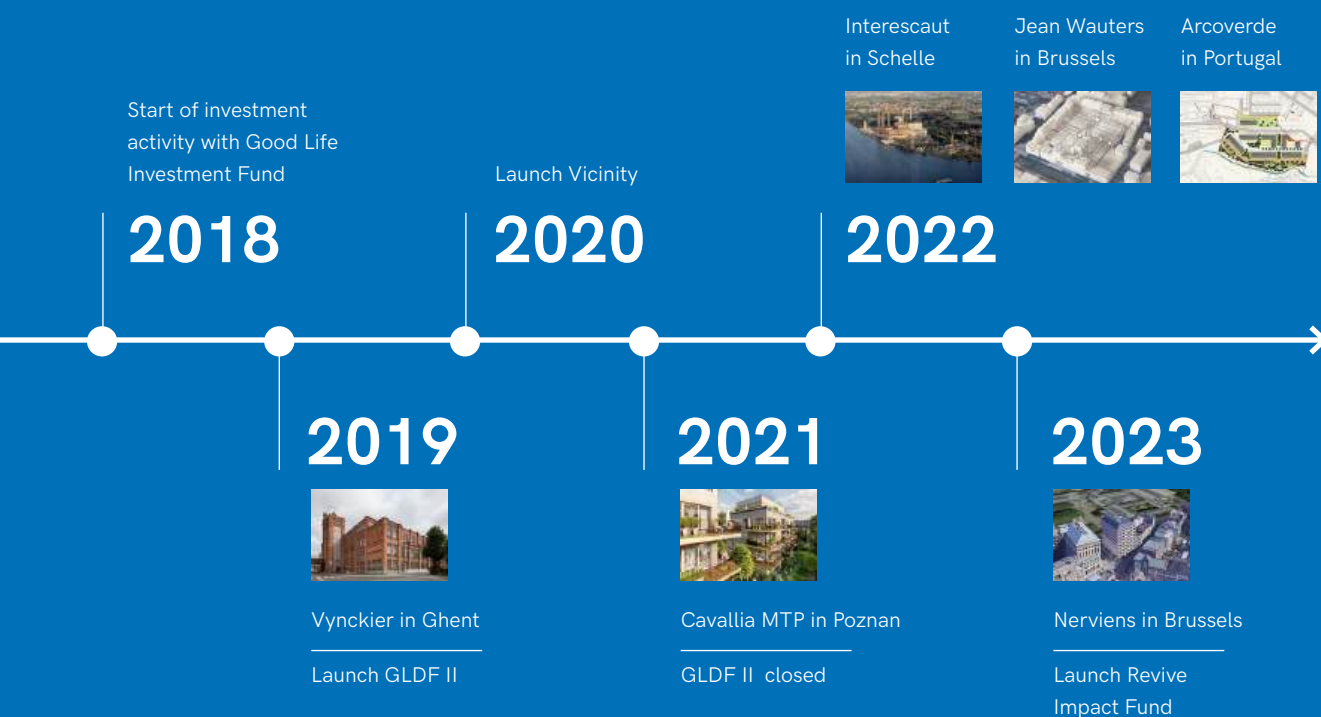 Start of investment
activity with Good Life
Investment Fund
2018
Vynckier in Ghent
Launch GLDF II
2019
Launch Vicinity
2020
2021
Cavallia MTP in Poznan
GLDF II  closed
Interescaut
in Schelle
Jean Wauters
in Brussels
Arcoverde
in Portugal
2022
2023
Nerviens in Brussels
Launch Revive
Impact Fund